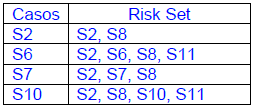 Casos Risk Set
S2 S2, S8
S6 S2, S6, S8, S11
S7 S2, S7, S8
S10 S2, S8, S10, S11